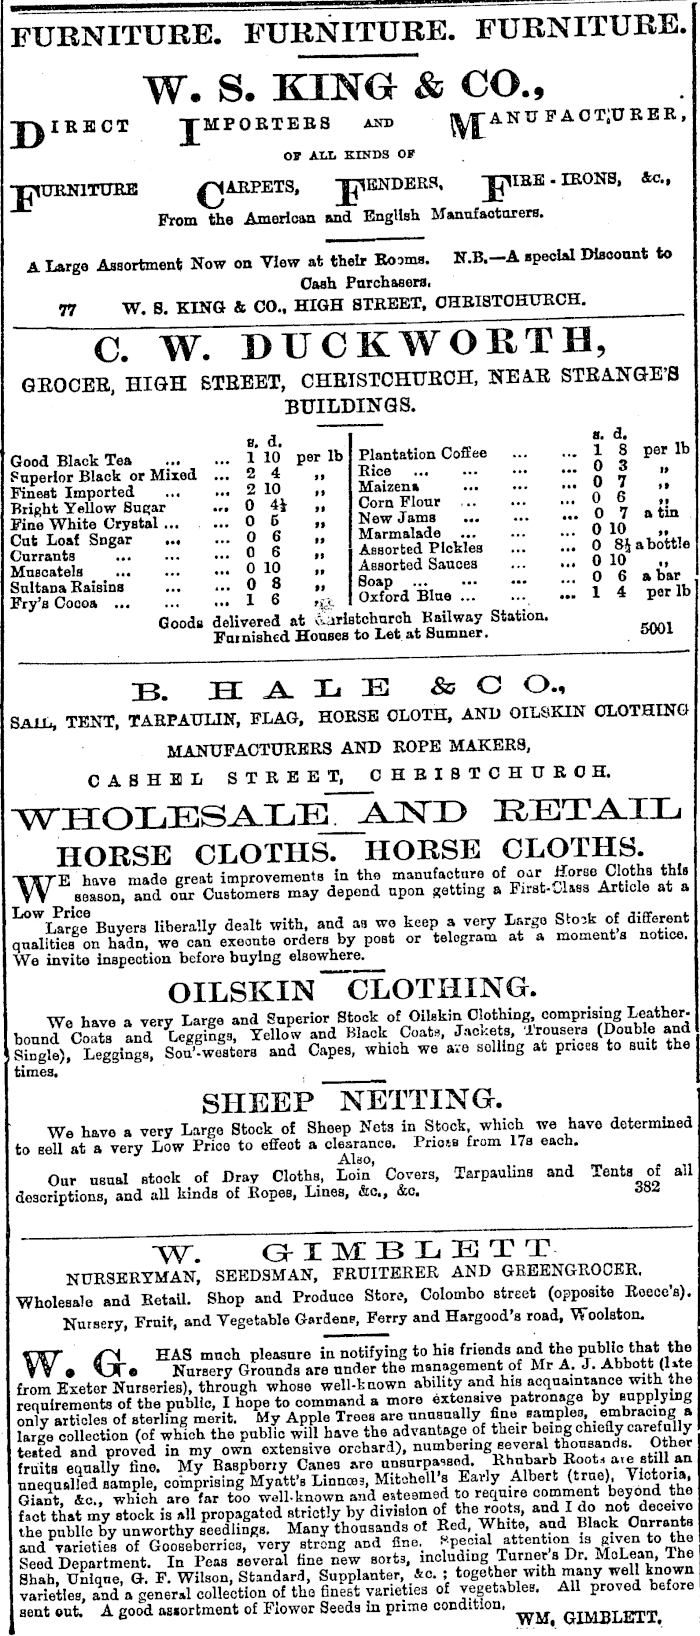 FURNITURE. FURNITURE. FURNITURE.
W. S. KING & CO.,
DIRECT IMPORTERS AND MANUFACTURER,
OF ALL KINDS OF
FURNITURE CARPETS, FENDERS, FIRE-IRONS, &c.,
From the American and English Manufacturers.
A Large Assortment Now on View at their Rooms. N.B.—A special Discount to
Cash Purchasers.
77 W. S. KING & CO., HIGH STREET, CHRISTCHURCH.
C. W. DUCKWORTH,
GROCER, HIGH STREET, CHRISTCHURCH, NEAR STRANGE'S
BUILDINGS.
s. d.
Good Black Tea ... ... 1 10 per lb
Superior Black or Mixed ... 2 4 „
Finest Imported ... ... 2 10 „
Bright Yellow Sugar ... 0 4½ „
Fine White Crystal ... ... 0 5 „
Cut Loaf Sngar ... ... 0 6 „
Currants ... ... ... 0 6 „
Muscatels ... ... ... 0 10 „
Sultana Raisins ... ... 0 8 „
Fry's Cocoa ... ... ... 1 6 „
s. d.
Plantation Coffee ... ... 1 8 per lb
Rice ... ... ... ... 0 3 „
Maizena ... ... ... 0 7 „
Corn Flour ... ... ... 0 6 „
New Jams ... ... ... 0 7 a tin
Marmalade ... ... ... 0 10 „
Assorted Pickles ... ... 0 8½ a bottle
Assorted Sauces ... ... 0 10 „
Soap ... ... ... ... 0 6 a bar
Oxford Blue ... ... ... 1 4 per lb
Goods delivered at Christchurch Railway Station.
Furnished Houses to Let at Sumner. 5001
B. HALE & CO.,
SAIL, TENT, TARPAULIN, FLAG, HORSE CLOTH, AND OILSKIN CLOTHING
MANUFACTURERS AND ROPE MAKERS,
CASHEL STREET, CHRISTCHURCH.
WHOLESALE AND RETAIL
HORSE CLOTHS. HORSE CLOTHS.
WE have made great improvements in the manufacture of our Horse Cloths this
season, and our Customers may depend upon getting a First-Class Article at a
Low Price
Large Buyers liberally dealt with, and as we keep a very Large Stock of different
qualities on hadn, we can execute orders by post or telegram at a moment's notice.
We invite inspection before buying elsewhere.
OILSKIN CLOTHING.
We have a very Large and Superior Stock of Oilskin Clothing, comprising Leather-
bound Coats and Leggings, Yellow and Black Coats, Jackets, Trousers (Double and
Single), Leggings, Sou'-westers and Capes, which we are selling at prices to suit the
times.
SHEEP NETTING.
We have a very Large Stock of Sheep Nets in Stock, which we have determined
to sell at a very Low Price to effect a clearance. Prices from 17s each.
Also,
Our usual stock of Dray Cloths, Loin Covers, Tarpaulins and Tents of all
descriptions, and all kinds of Ropes, Lines, &c., &c. 382
W. GIMBLETT
NURSERYMAN, SEEDSMAN, FRUITERER AND GREENGROCER,
Wholesale and Retail. Shop and Produce Store, Colombo street (opposite Reece's).
Nursery, Fruit, and Vegetable Gardens, Ferry and Hargood's road, Woolston.
W. G. HAS much pleasure in notifying to his friends and the public that the
Nursery Grounds are under the management of Mr A. J. Abbott (late
from Exeter Nurseries), through whose well-known ability and his acquaintance with the
requirements of the public, I hope to command a more extensive patronage by supplying
only articles of sterling merit. My Apple Trees are unusually fine samples, embracing a
large collection (of which the public will have the advantage of their being chiefly carefully
tested and proved in my own extensive orchard), numbering several thousands. Other
fruits equally fine. My Raspberry Canes are unsurpassed. Rhubarb Roots are still an
unequalled sample, comprising Myatt's Linnœs, Mitchell's Early Albert (true), Victoria,
Giant, &c., which are far too well-known and esteemed to require comment beyond the
fact that my stock is all propagated strictly by division of the roots, and I do not deceive
the public by unworthy seedlings. Many thousands of Red, White, and Black Currants
and varieties of Gooseberries, very strong and fine. Special attention is given to the
Seed Department. In Peas several fine new sorts, including Turner's Dr. McLean, The
Shah, Unique, G. F. Wilson, Standard, Supplanter, &c. ; together with many well known
varieties, and a general collection of the finest varieties of vegetables. All proved before
sent out. A good assortment of Flower Seeds in prime condition,
WM, GIMBLETT.